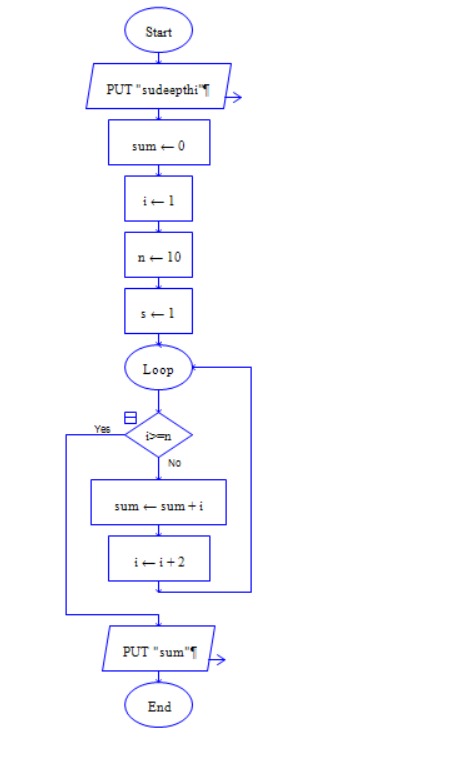 Start
PUT "sudeepthi"¶
sum ← 0
i ← 1
n ← 10
s ← 1
Loop
Yes
i>=n
No
sum ← sum + i
i ← i + 2
PUT "sum"¶
End